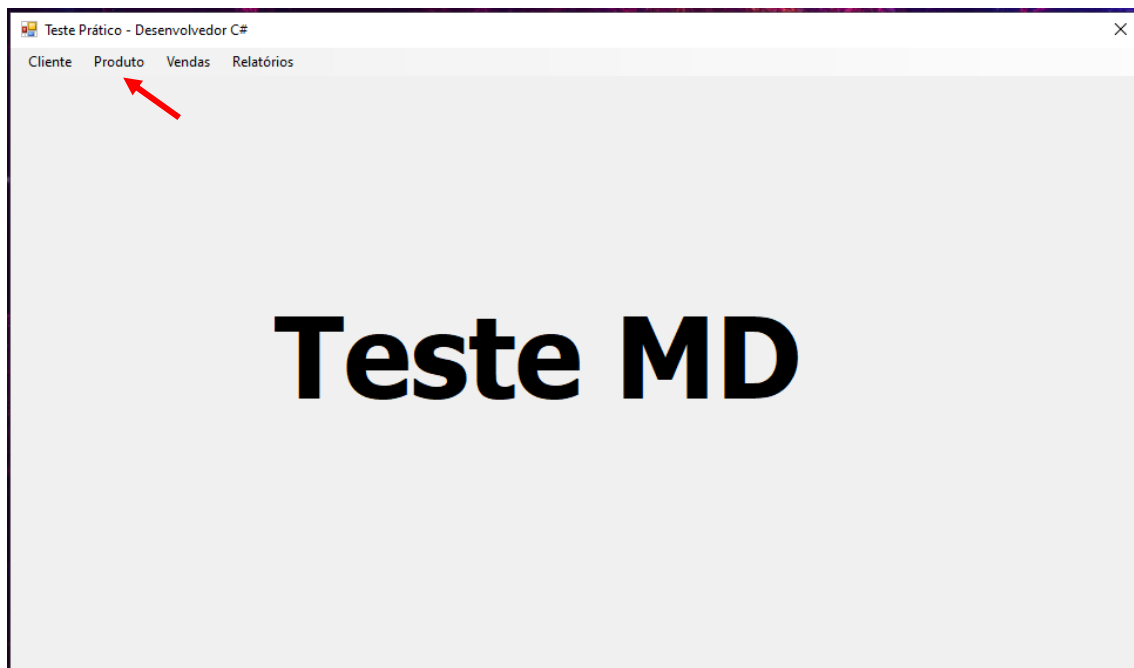 Teste Prático - Desenvolvedor C#
Cliente Produto Vendas Relatórios
Teste MD